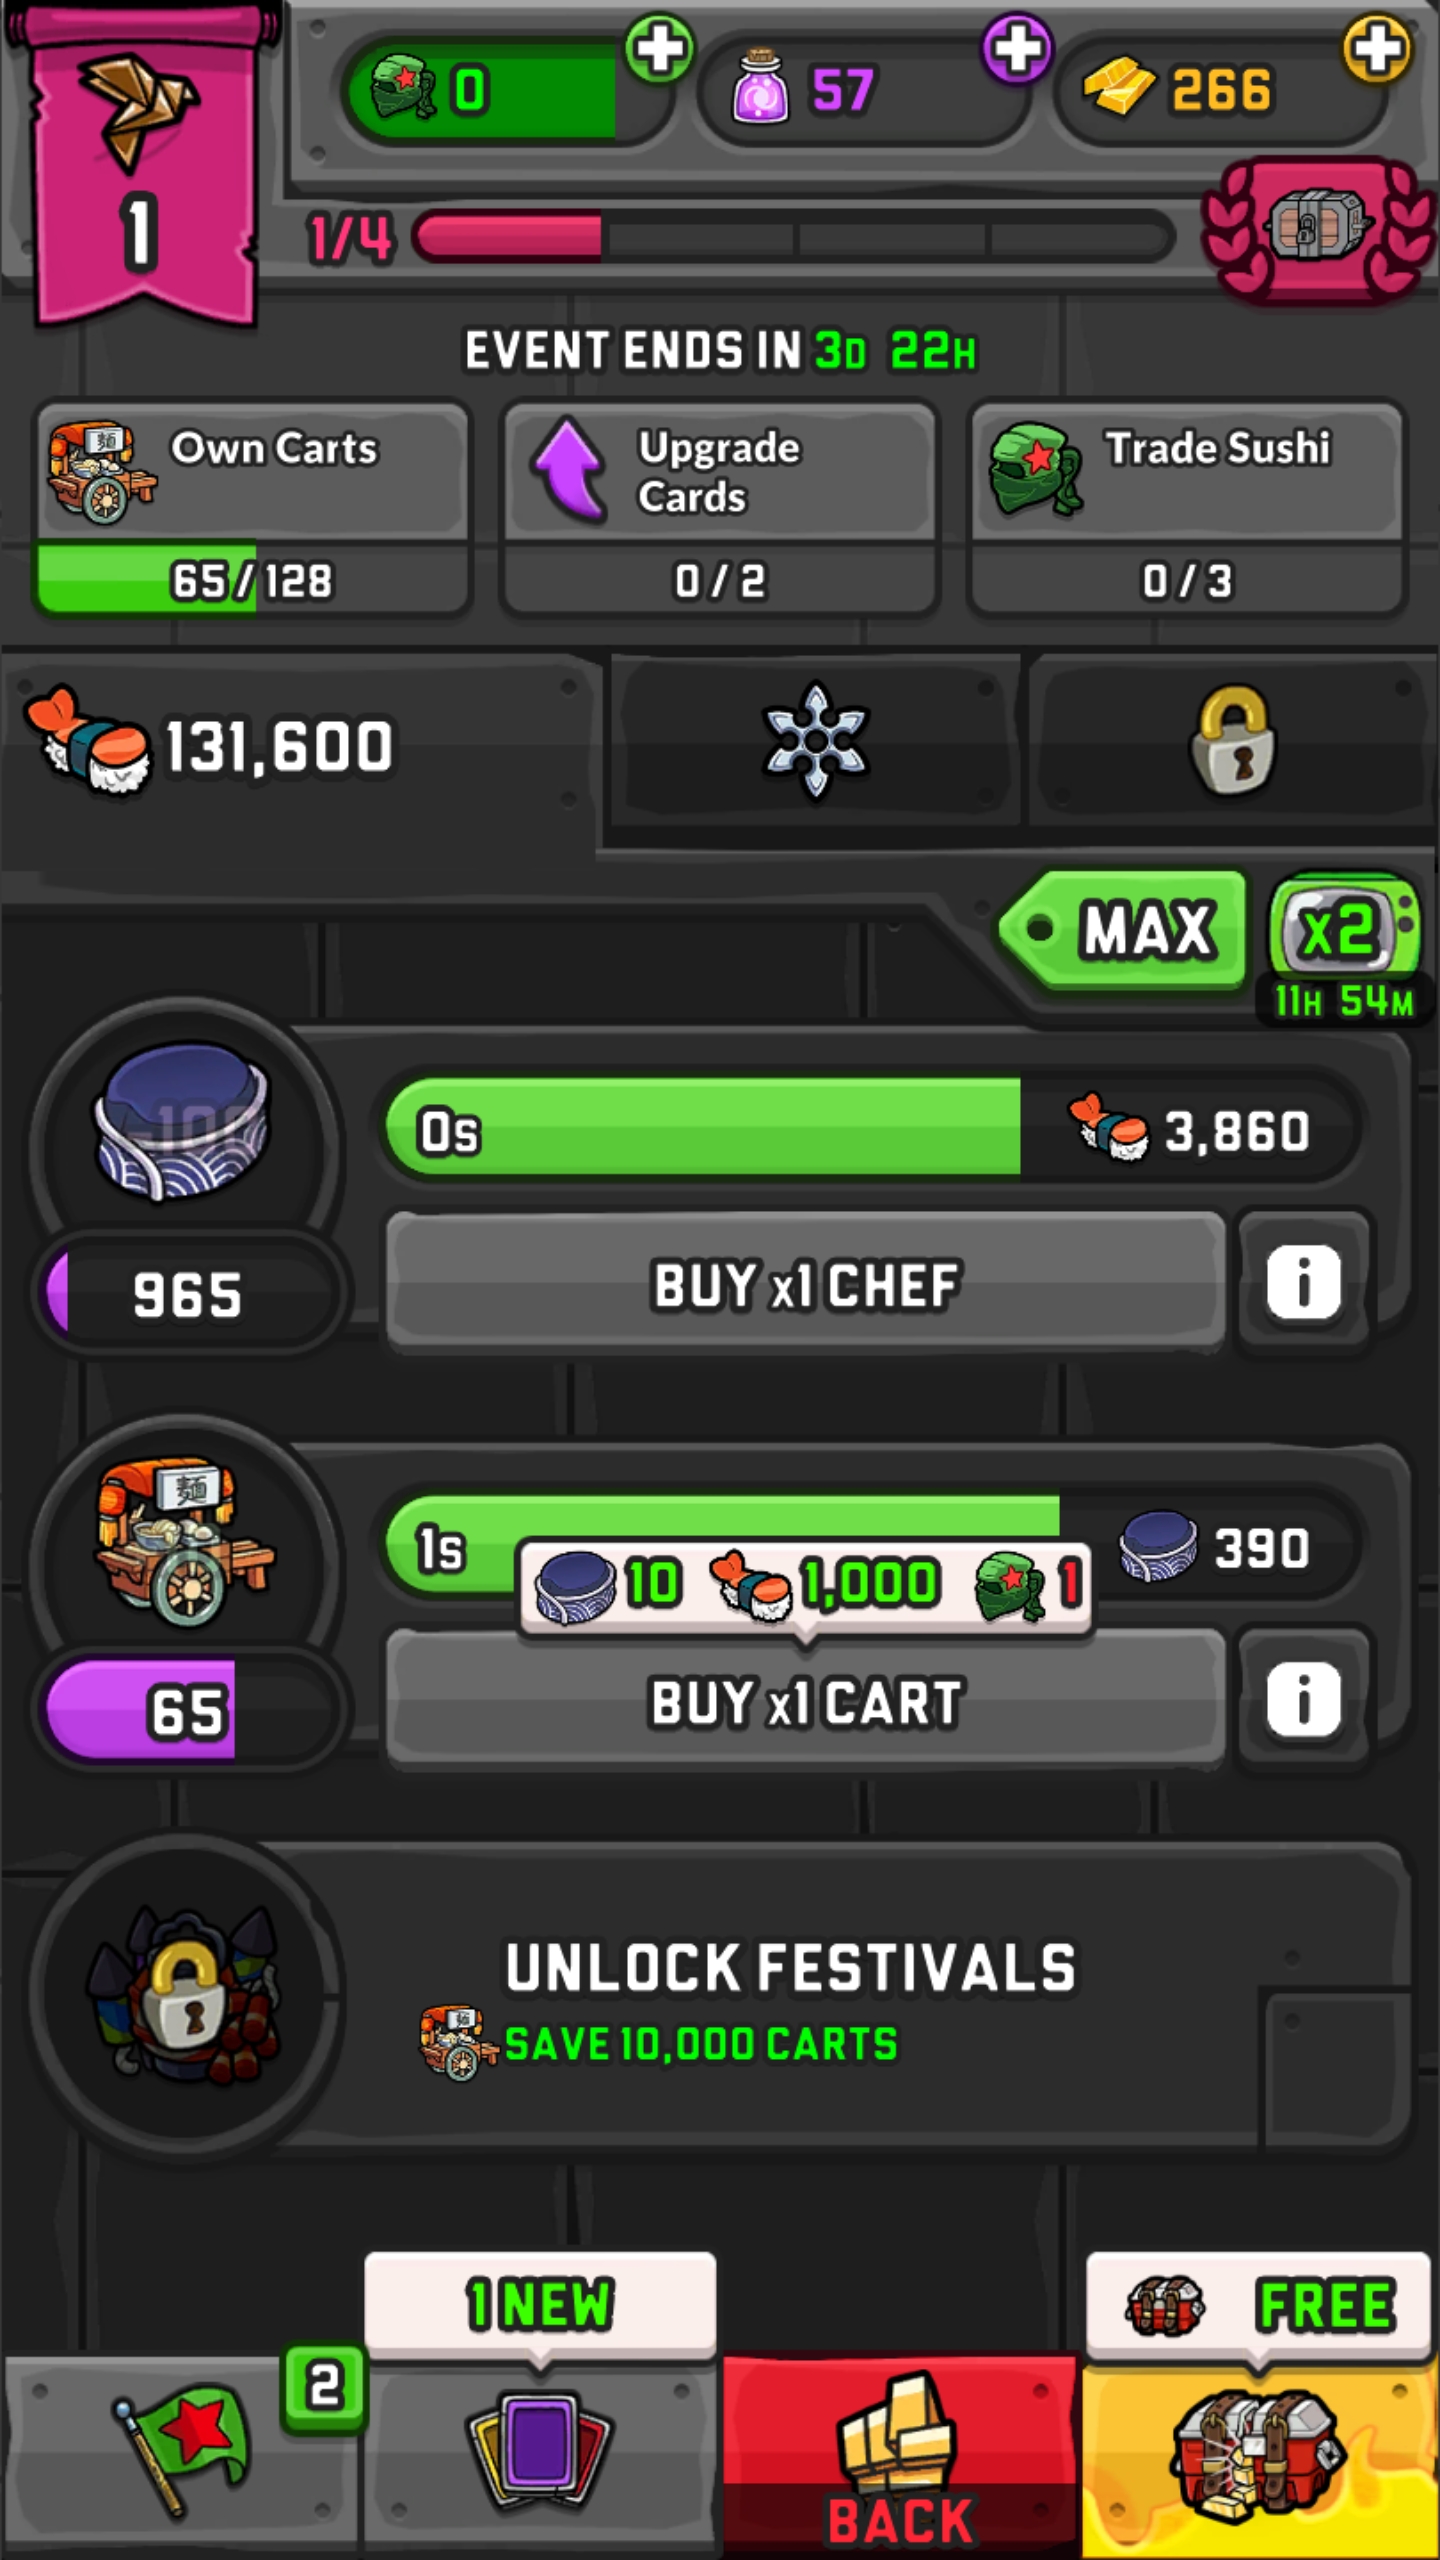 0
57
266
1
1/4
EVENT ENDS IN 3D 22H
Own Carts
65/128
Upgrade
Cards
0/2
Trade Sushi
0/3
131,600
MAX
x2
11H 54M
0s
3,860
965
BUY x1 CHEF
i
麺
1s
390
10
1,000
1
65
BUY x1 CART
i
UNLOCK FESTIVALS
SAVE 10,000 CARTS
1 NEW
FREE
2
BACK